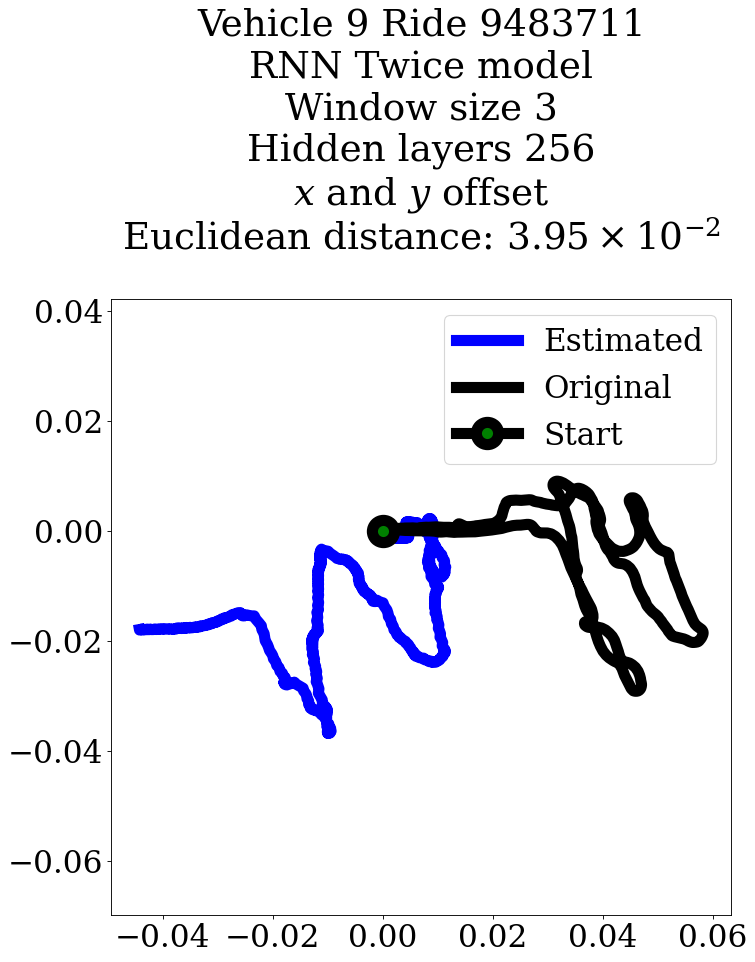 Vehicle 9 Ride 9483711
RNN Twice model
Window size 3
Hidden layers 256
x and y offset
Euclidean distance: 3.95 × 10⁻²
Estimated
Original
Start
0.04
0.02
0.00
−0.02
−0.04
−0.06
−0.04 −0.02 0.00 0.02 0.04 0.06